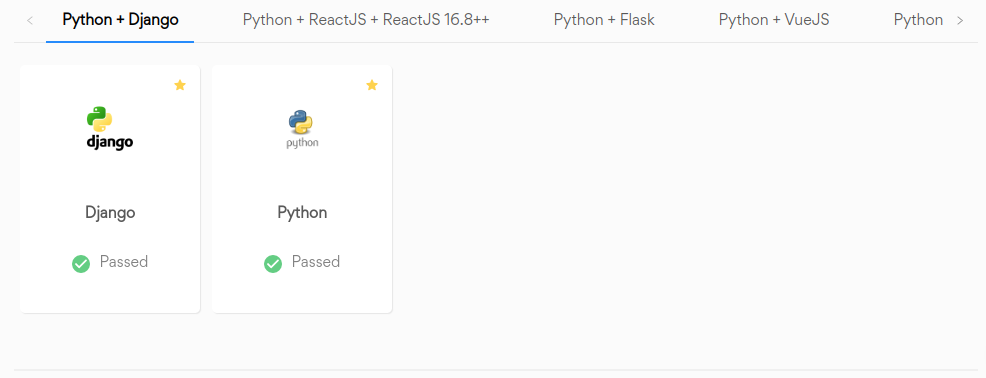 Python + Django
Python + ReactJS + ReactJS 16.8++
Python + Flask
Python + VueJS
Python
django
python
Django
Python
Passed
Passed